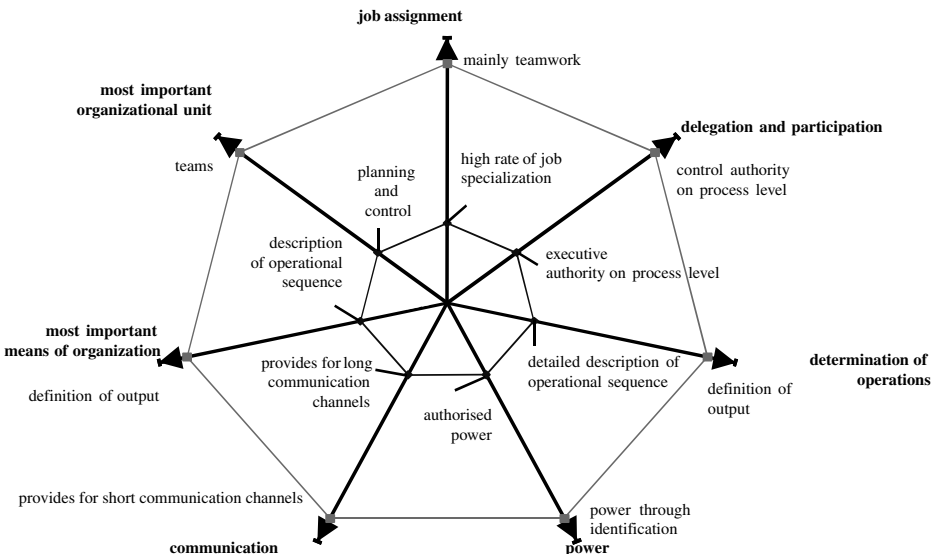 job assignment
mainly teamwork
most important
organizational unit
delegation and participation
teams
high rate of job
specialization
planning
and
control
control authority
on process level
description
of operational
sequence
executive
authority on process level
most important
means of organization
provides for long
communication
channels
detailed description of
operational sequence
determination of
operations
definition of output
definition of
output
authorised
power
provides for short communication channels
power through
identification
communication
power